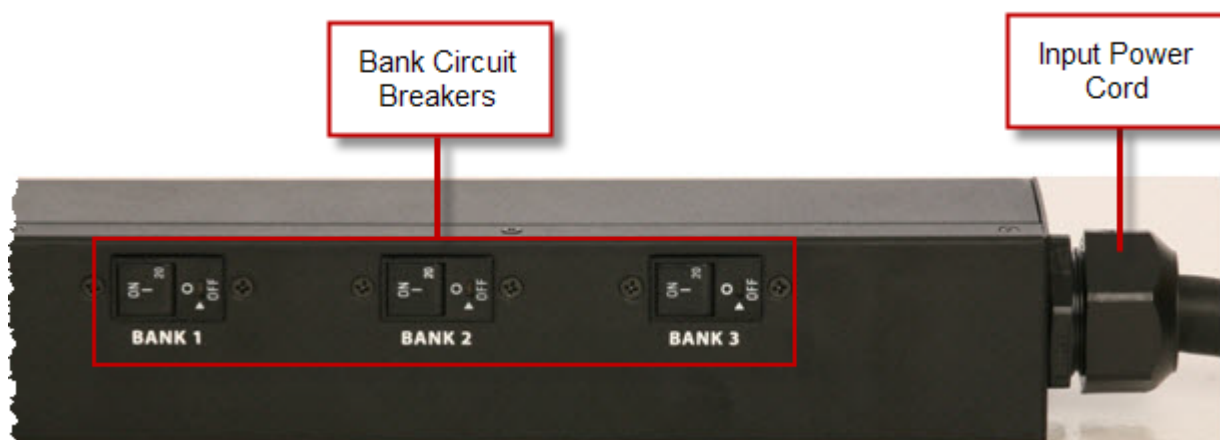 Bank Circuit
Breakers
Input Power
Cord
ON 20 OFF
ON 20 OFF
ON 20 OFF
BANK 1
BANK 2
BANK 3